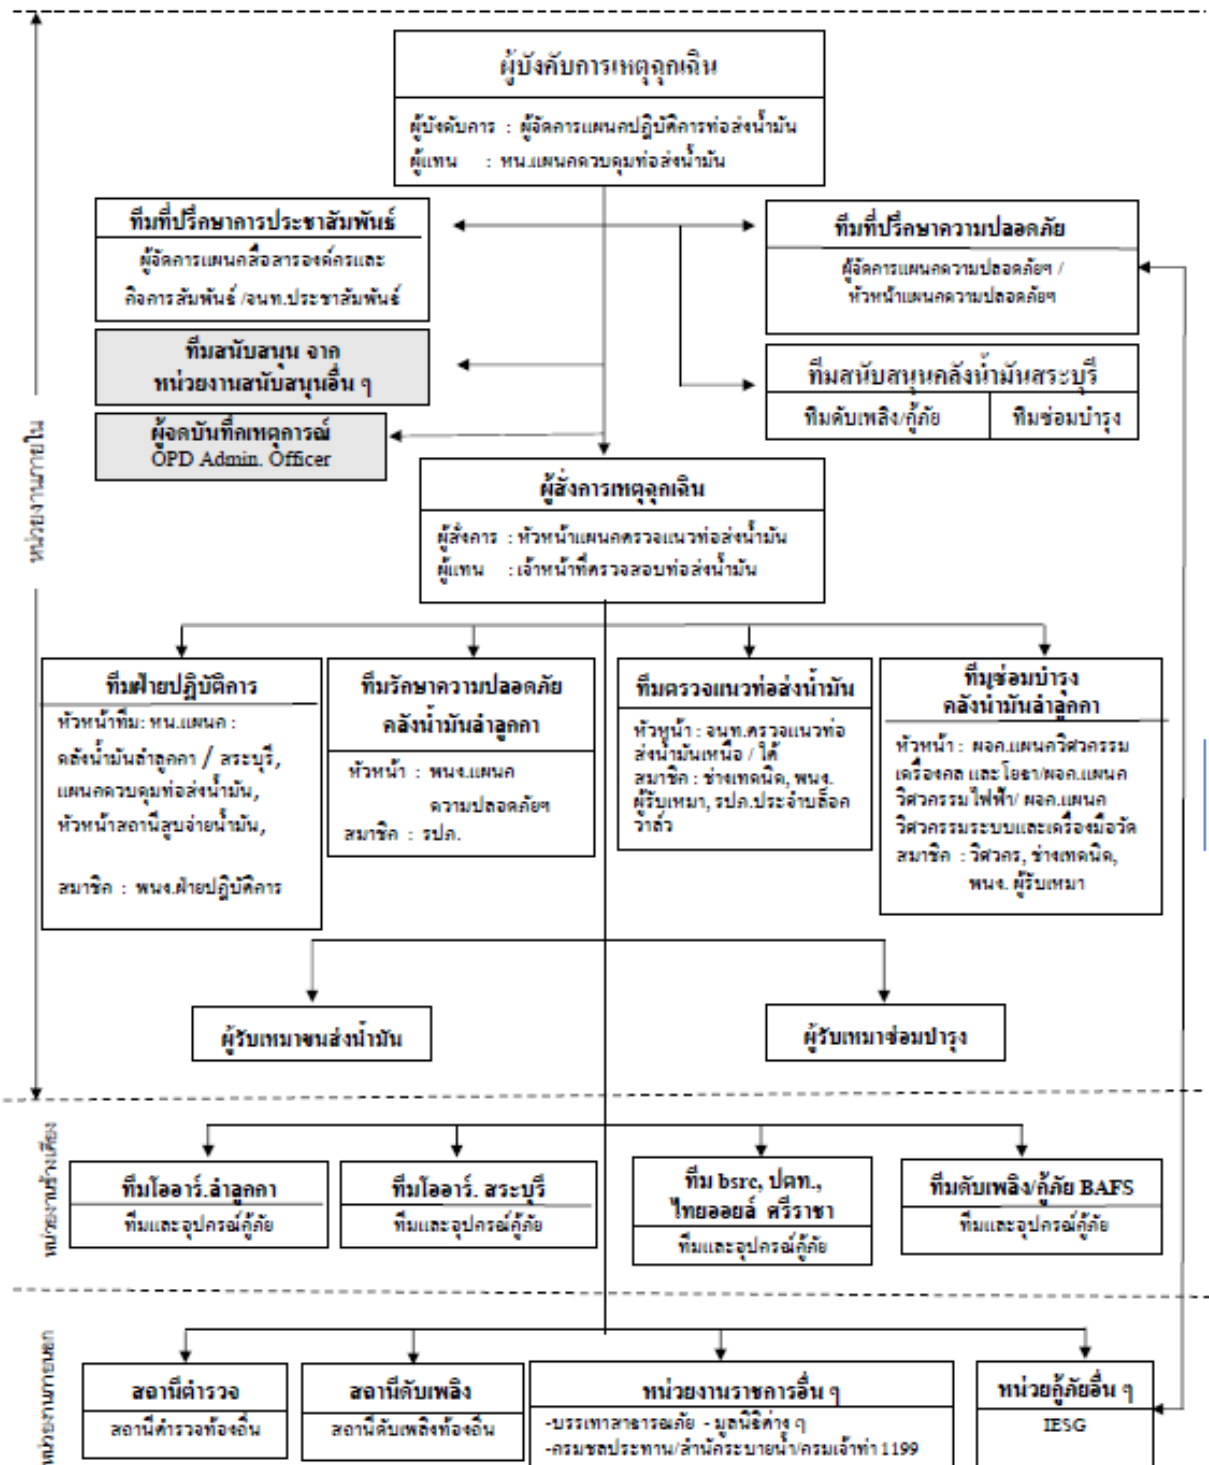 ผู้บังคับการเหตุฉุกเฉิน
ผู้บังคับการ : ผู้จัดการแผนกปฏิบัติการท่อส่งน้ำมัน
ผู้แทน : หน.แผนกควบคุมท่อส่งน้ำมัน
ทีมที่ปรึกษาการประชาสัมพันธ์
ผู้จัดการแผนกสื่อสารองค์กรและ
กิจการสัมพันธ์ /จนท.ประชาสัมพันธ์
ทีมที่ปรึกษาความปลอดภัย
ผู้จัดการแผนกความปลอดภัยฯ /
หัวหน้าแผนกความปลอดภัยฯ
ทีมสนับสนุน จาก
หน่วยงานสนับสนุนอื่น ๆ
ทีมสนับสนุนคลังน้ำมันสระบุรี
ทีมดับเพลิง/กู้ภัย
ทีมซ่อมบำรุง
ผู้จดบันทึกเหตุการณ์
OPD Admin. Officer
หน่วยงานภายใน
ผู้สั่งการเหตุฉุกเฉิน
ผู้สั่งการ : หัวหน้าแผนกตรวจแนวท่อส่งน้ำมัน
ผู้แทน : เจ้าหน้าที่ตรวจสอบท่อส่งน้ำมัน
ทีมฝ่ายปฏิบัติการ
หัวหน้าทีม: หน.แผนก :
คลังน้ำมันลำลูกกา / สระบุรี,
แผนกควบคุมท่อส่งน้ำมัน,
หัวหน้าสถานีสูบจ่ายน้ำมัน,
สมาชิก : พนง.ฝ่ายปฏิบัติการ
ทีมรักษาความปลอดภัย
คลังน้ำมันลำลูกกา
หัวหน้า : พนง.แผนก
ความปลอดภัยฯ
สมาชิก : รปภ.
ทีมตรวจแนวท่อส่งน้ำมัน
หัวหน้า : จนท.ตรวจแนวท่อ
ส่งน้ำมันเหนือ / ใต้
สมาชิก : ช่างเทคนิค, พนง.
ผู้รับเหมา, รปภ.ประจำบล็อค
วาล์ว
ทีมซ่อมบำรุง
คลังน้ำมันลำลูกกา
หัวหน้า : ผจก.แผนกวิศวกรรม
เครื่องกล และโยธา/ผจก.แผนก
วิศวกรรมไฟฟ้า/ ผจก.แผนก
วิศวกรรมระบบและเครื่องมือวัด
สมาชิก : วิศวกร, ช่างเทคนิค,
พนง. ผู้รับเหมา
ผู้รับเหมาขนส่งน้ำมัน
ผู้รับเหมาซ่อมบำรุง
หน่วยงานข้างเคียง
ทีมโออาร์.ลำลูกกา
ทีมและอุปกรณ์กู้ภัย
ทีมโออาร์. สระบุรี
ทีมและอุปกรณ์กู้ภัย
ทีม bsrc, ปตท.,
ไทยออยล์ ศรีราชา
ทีมและอุปกรณ์กู้ภัย
ทีมดับเพลิง/กู้ภัย BAFS
ทีมและอุปกรณ์กู้ภัย
หน่วยงานภายนอก
สถานีตำรวจ
สถานีตำรวจท้องถิ่น
สถานีดับเพลิง
สถานีดับเพลิงท้องถิ่น
หน่วยงานราชการอื่น ๆ
-บรรเทาสาธารณภัย - มูลนิธิต่าง ๆ
-กรมชลประทาน/สำนักระบายน้ำ/กรมเจ้าท่า 1199
หน่วยกู้ภัยอื่น ๆ
IESG